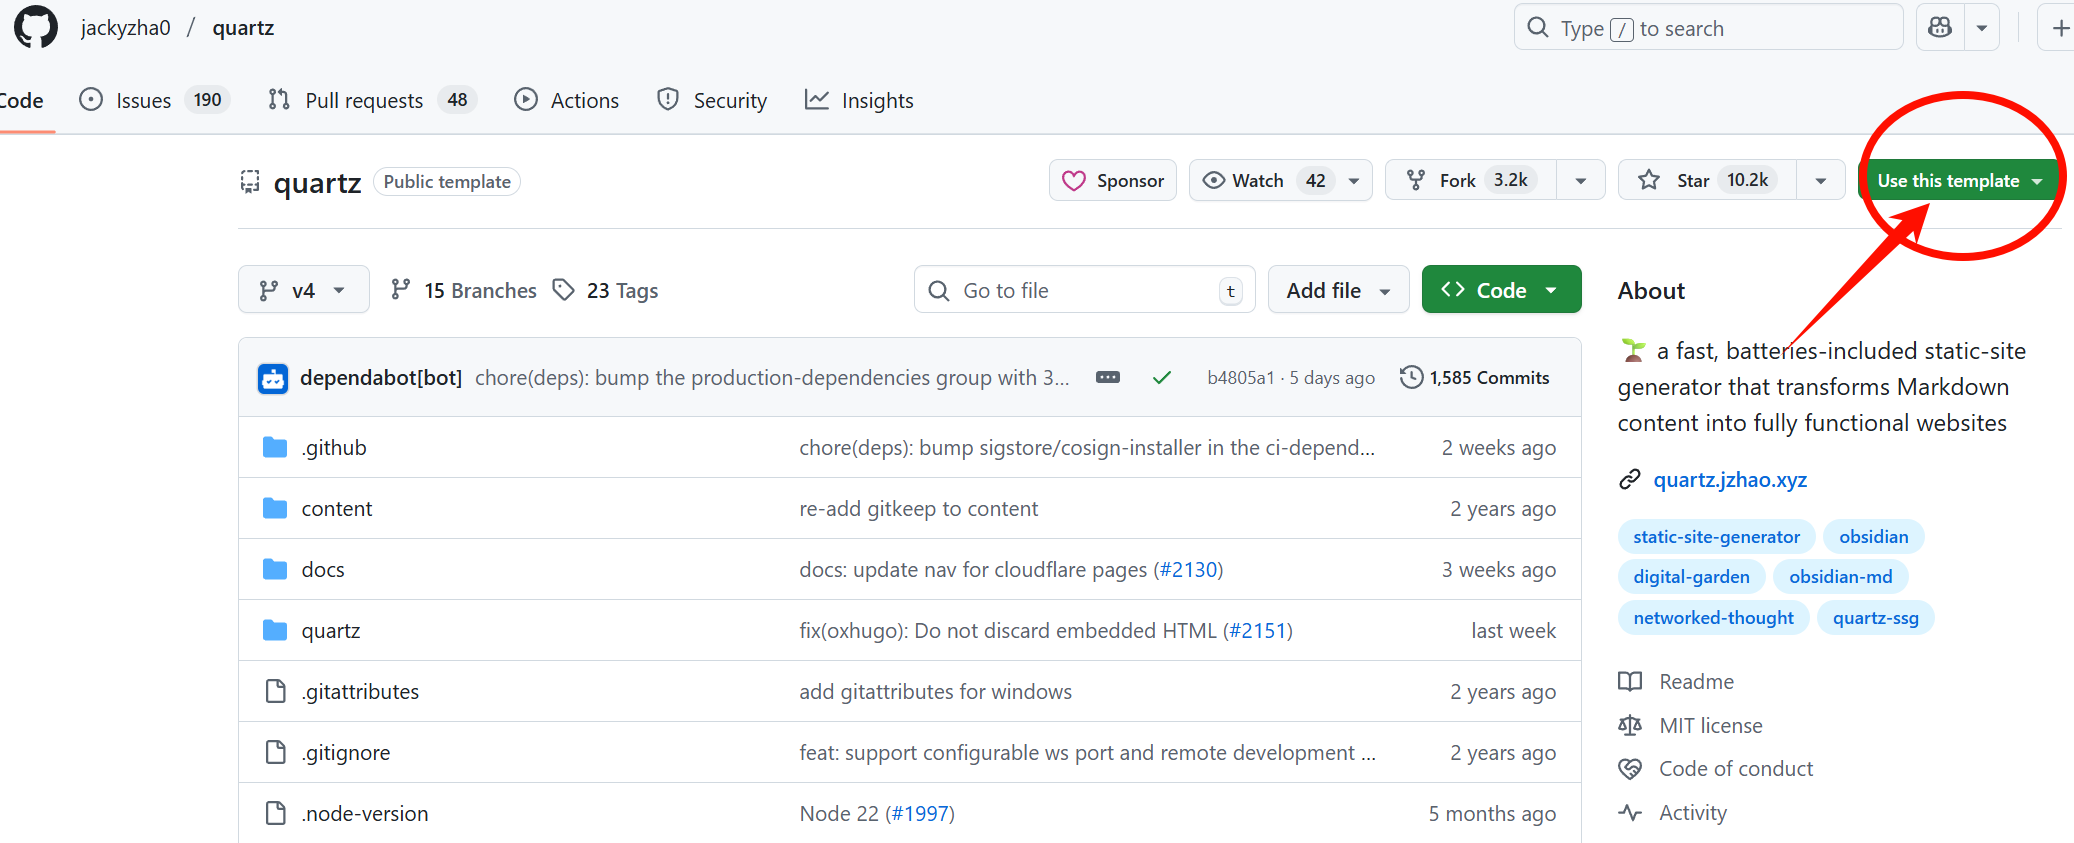 jackyzha0 / quartz
Type / to search
Code Issues 190 Pull requests 48 Actions Security Insights
quartz Public template
Sponsor Watch 42 Fork 3.2k Star 10.2k Use this template
v4 15 Branches 23 Tags Go to file t Add file Code
dependabot[bot] chore(deps): bump the production-dependencies group with 3... b4805a1 · 5 days ago 1,585 Commits
.github chore(deps): bump sigstore/cosign-installer in the ci-depend... 2 weeks ago
content re-add gitkeep to content 2 years ago
docs docs: update nav for cloudflare pages (#2130) 3 weeks ago
quartz fix(oxhugo): Do not discard embedded HTML (#2151) last week
.gitattributes add gitattributes for windows 2 years ago
.gitignore feat: support configurable ws port and remote development ... 2 years ago
.node-version Node 22 (#1997) 5 months ago
About
a fast, batteries-included static-site
generator that transforms Markdown
content into fully functional websites
quartz.jzhao.xyz
static-site-generator obsidian
digital-garden obsidian-md
networked-thought quartz-ssg
Readme
MIT license
Code of conduct
Activity